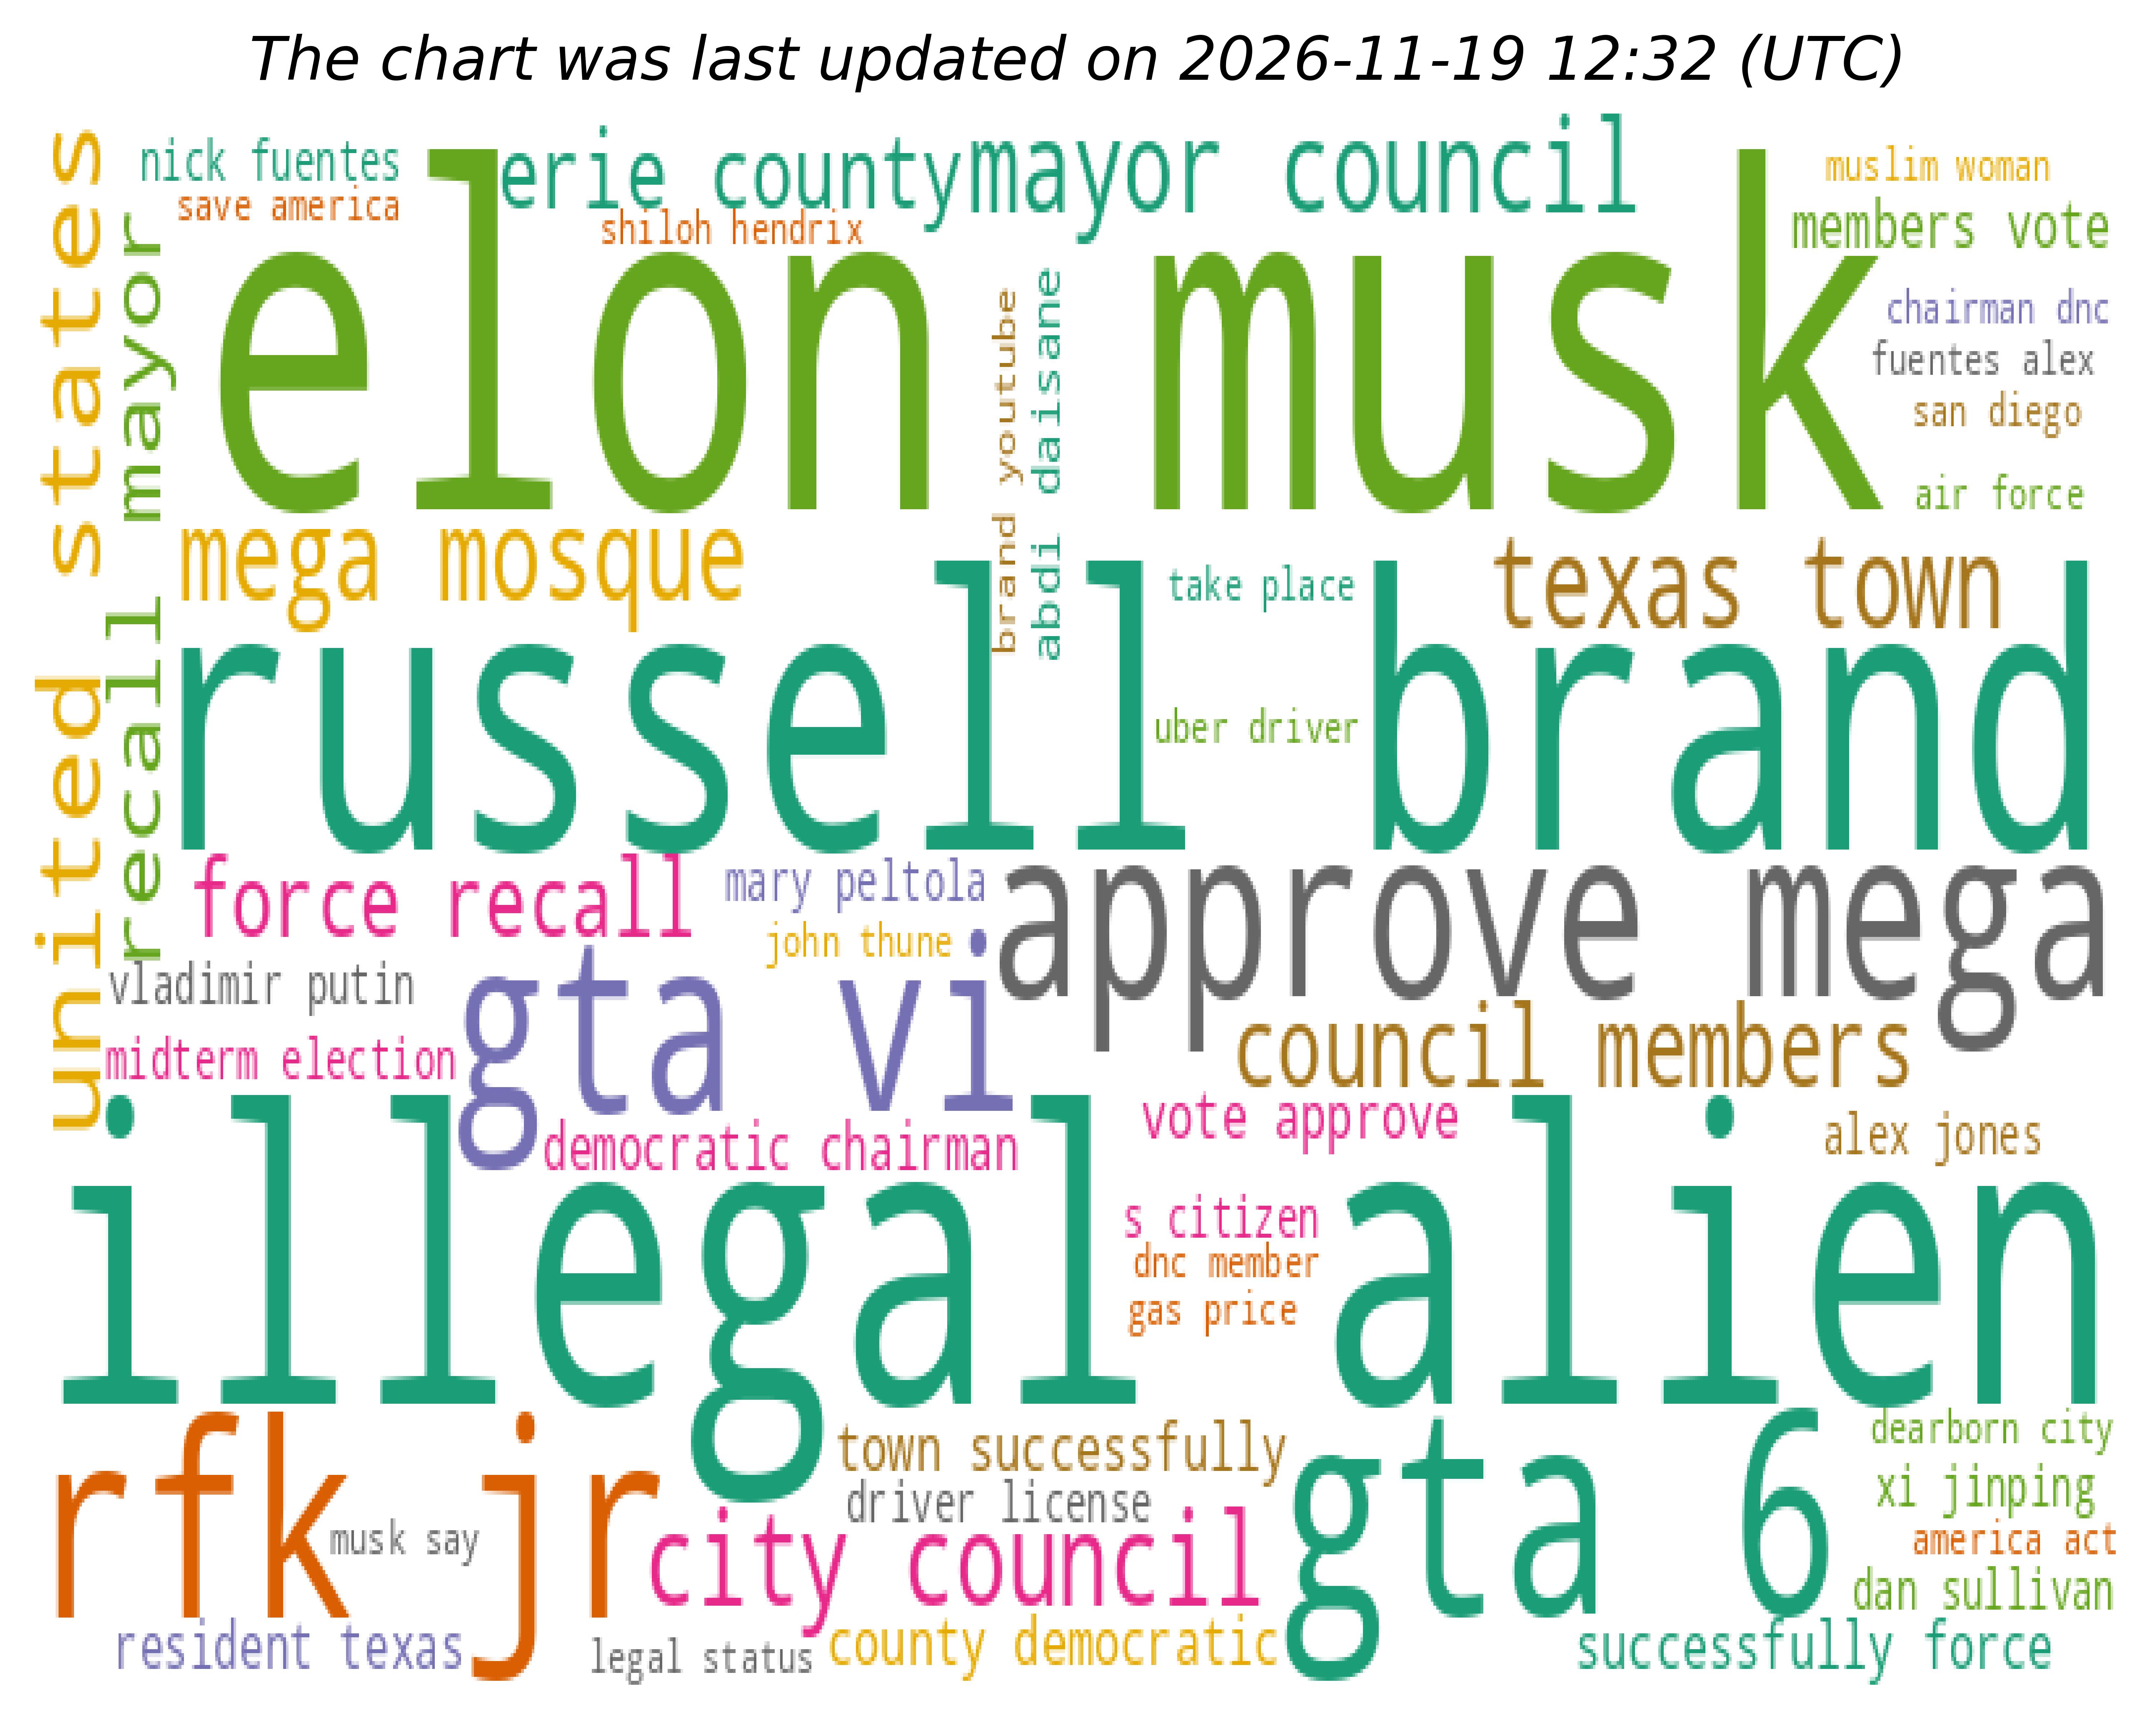 The chart was last updated on 2026-11-19 12:32 (UTC)
united states
recall mayor
nick fuentes
save america
erie county
mayor council
shiloh hendrix
muslim woman
members vote
elon musk
chairman dnc
fuentes alex
san diego
air force
brand youtube
abdi daisane
mega mosque
take place
texas town
russell brand
uber driver
force recall
mary peltola
approve mega
john thune
vladimir putin
gta vi
council members
midterm election
vote approve
democratic chairman
alex jones
illegal alien
s citizen
dnc member
gas price
rfk jr
town successfully
gta 6
dearborn city
driver license
xi jinping
musk say
city council
america act
dan sullivan
resident texas
legal status
county democratic
successfully force